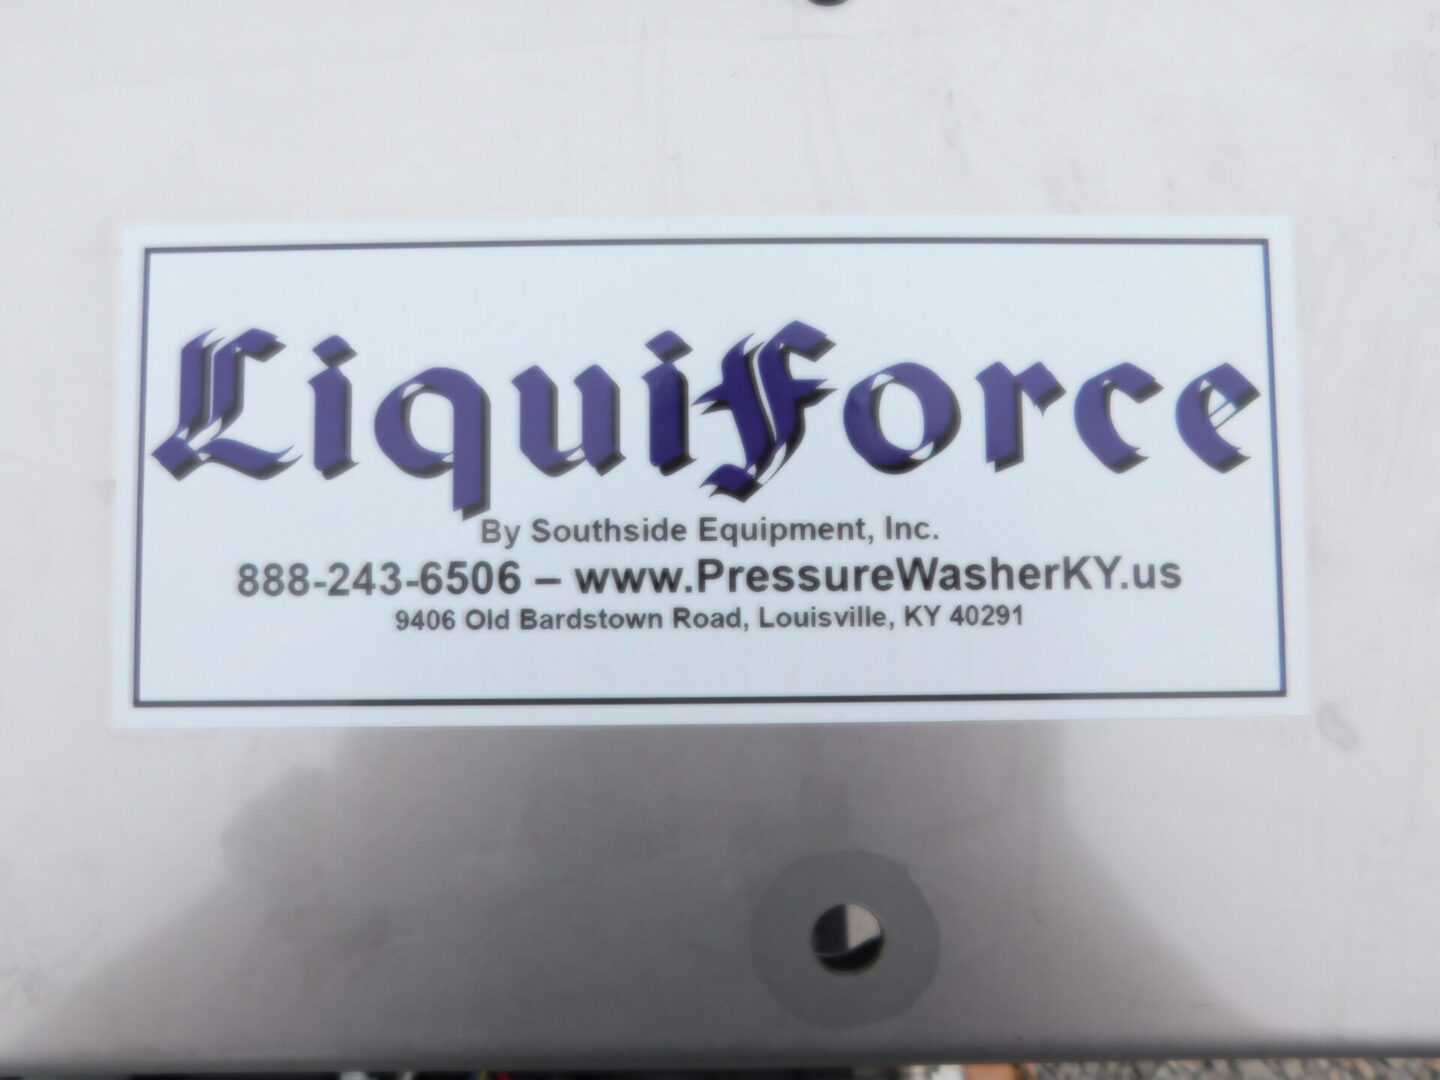 LiquiForce
By Southside Equipment, Inc.
888-243-6506 – www.PressureWasherKY.us
9406 Old Bardstown Road, Louisville, KY 40291